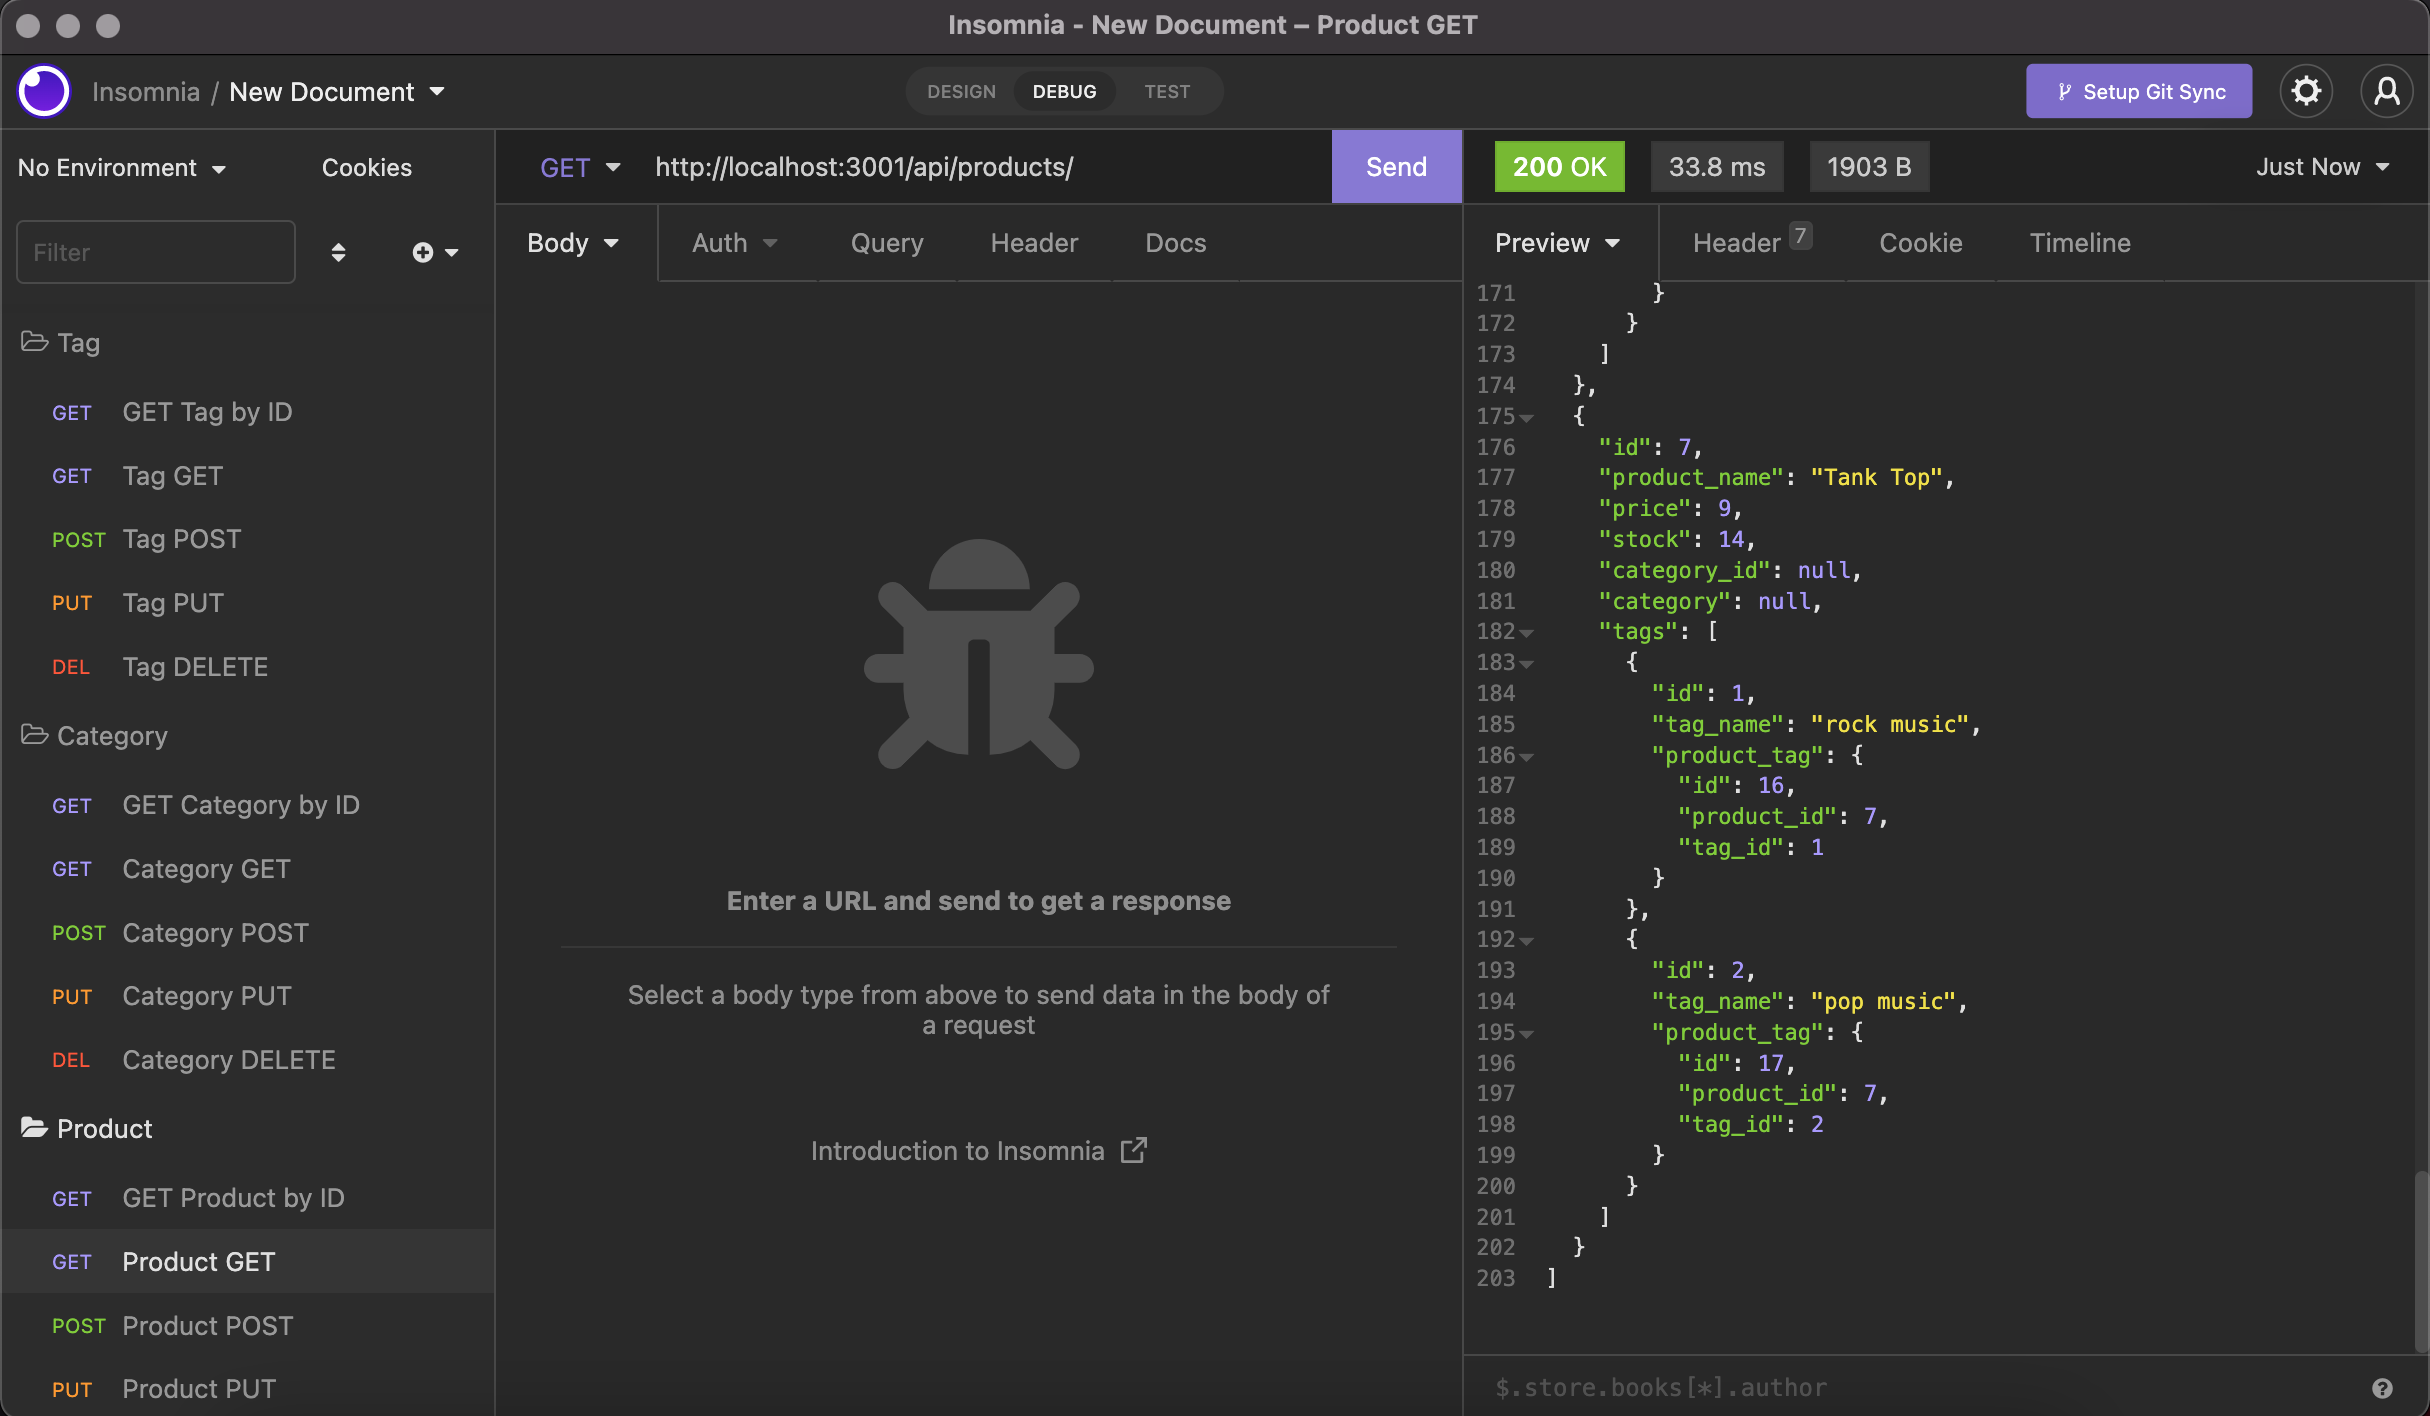 Insomnia - New Document – Product GET
Insomnia / New Document
DESIGN DEBUG TEST
Setup Git Sync
No Environment
Cookies
Filter
Tag
GET GET Tag by ID
GET Tag GET
POST Tag POST
PUT Tag PUT
DEL Tag DELETE
Category
GET GET Category by ID
GET Category GET
POST Category POST
PUT Category PUT
DEL Category DELETE
Product
GET GET Product by ID
GET Product GET
POST Product POST
PUT Product PUT
GET http://localhost:3001/api/products/ Send
Body Auth Query Header Docs
Enter a URL and send to get a response
Select a body type from above to send data in the body of
a request
Introduction to Insomnia
200 OK 33.8 ms 1903 B Just Now
Preview Header 7 Cookie Timeline
171 }
172 }
173 ]
174 },
175 {
176 "id": 7,
177 "product_name": "Tank Top",
178 "price": 9,
179 "stock": 14,
180 "category_id": null,
181 "category": null,
182 "tags": [
183 {
184 "id": 1,
185 "tag_name": "rock music",
186 "product_tag": {
187 "id": 16,
188 "product_id": 7,
189 "tag_id": 1
190 }
191 },
192 {
193 "id": 2,
194 "tag_name": "pop music",
195 "product_tag": {
196 "id": 17,
197 "product_id": 7,
198 "tag_id": 2
199 }
200 }
201 ]
202 }
203 ]
$.store.books[*].author